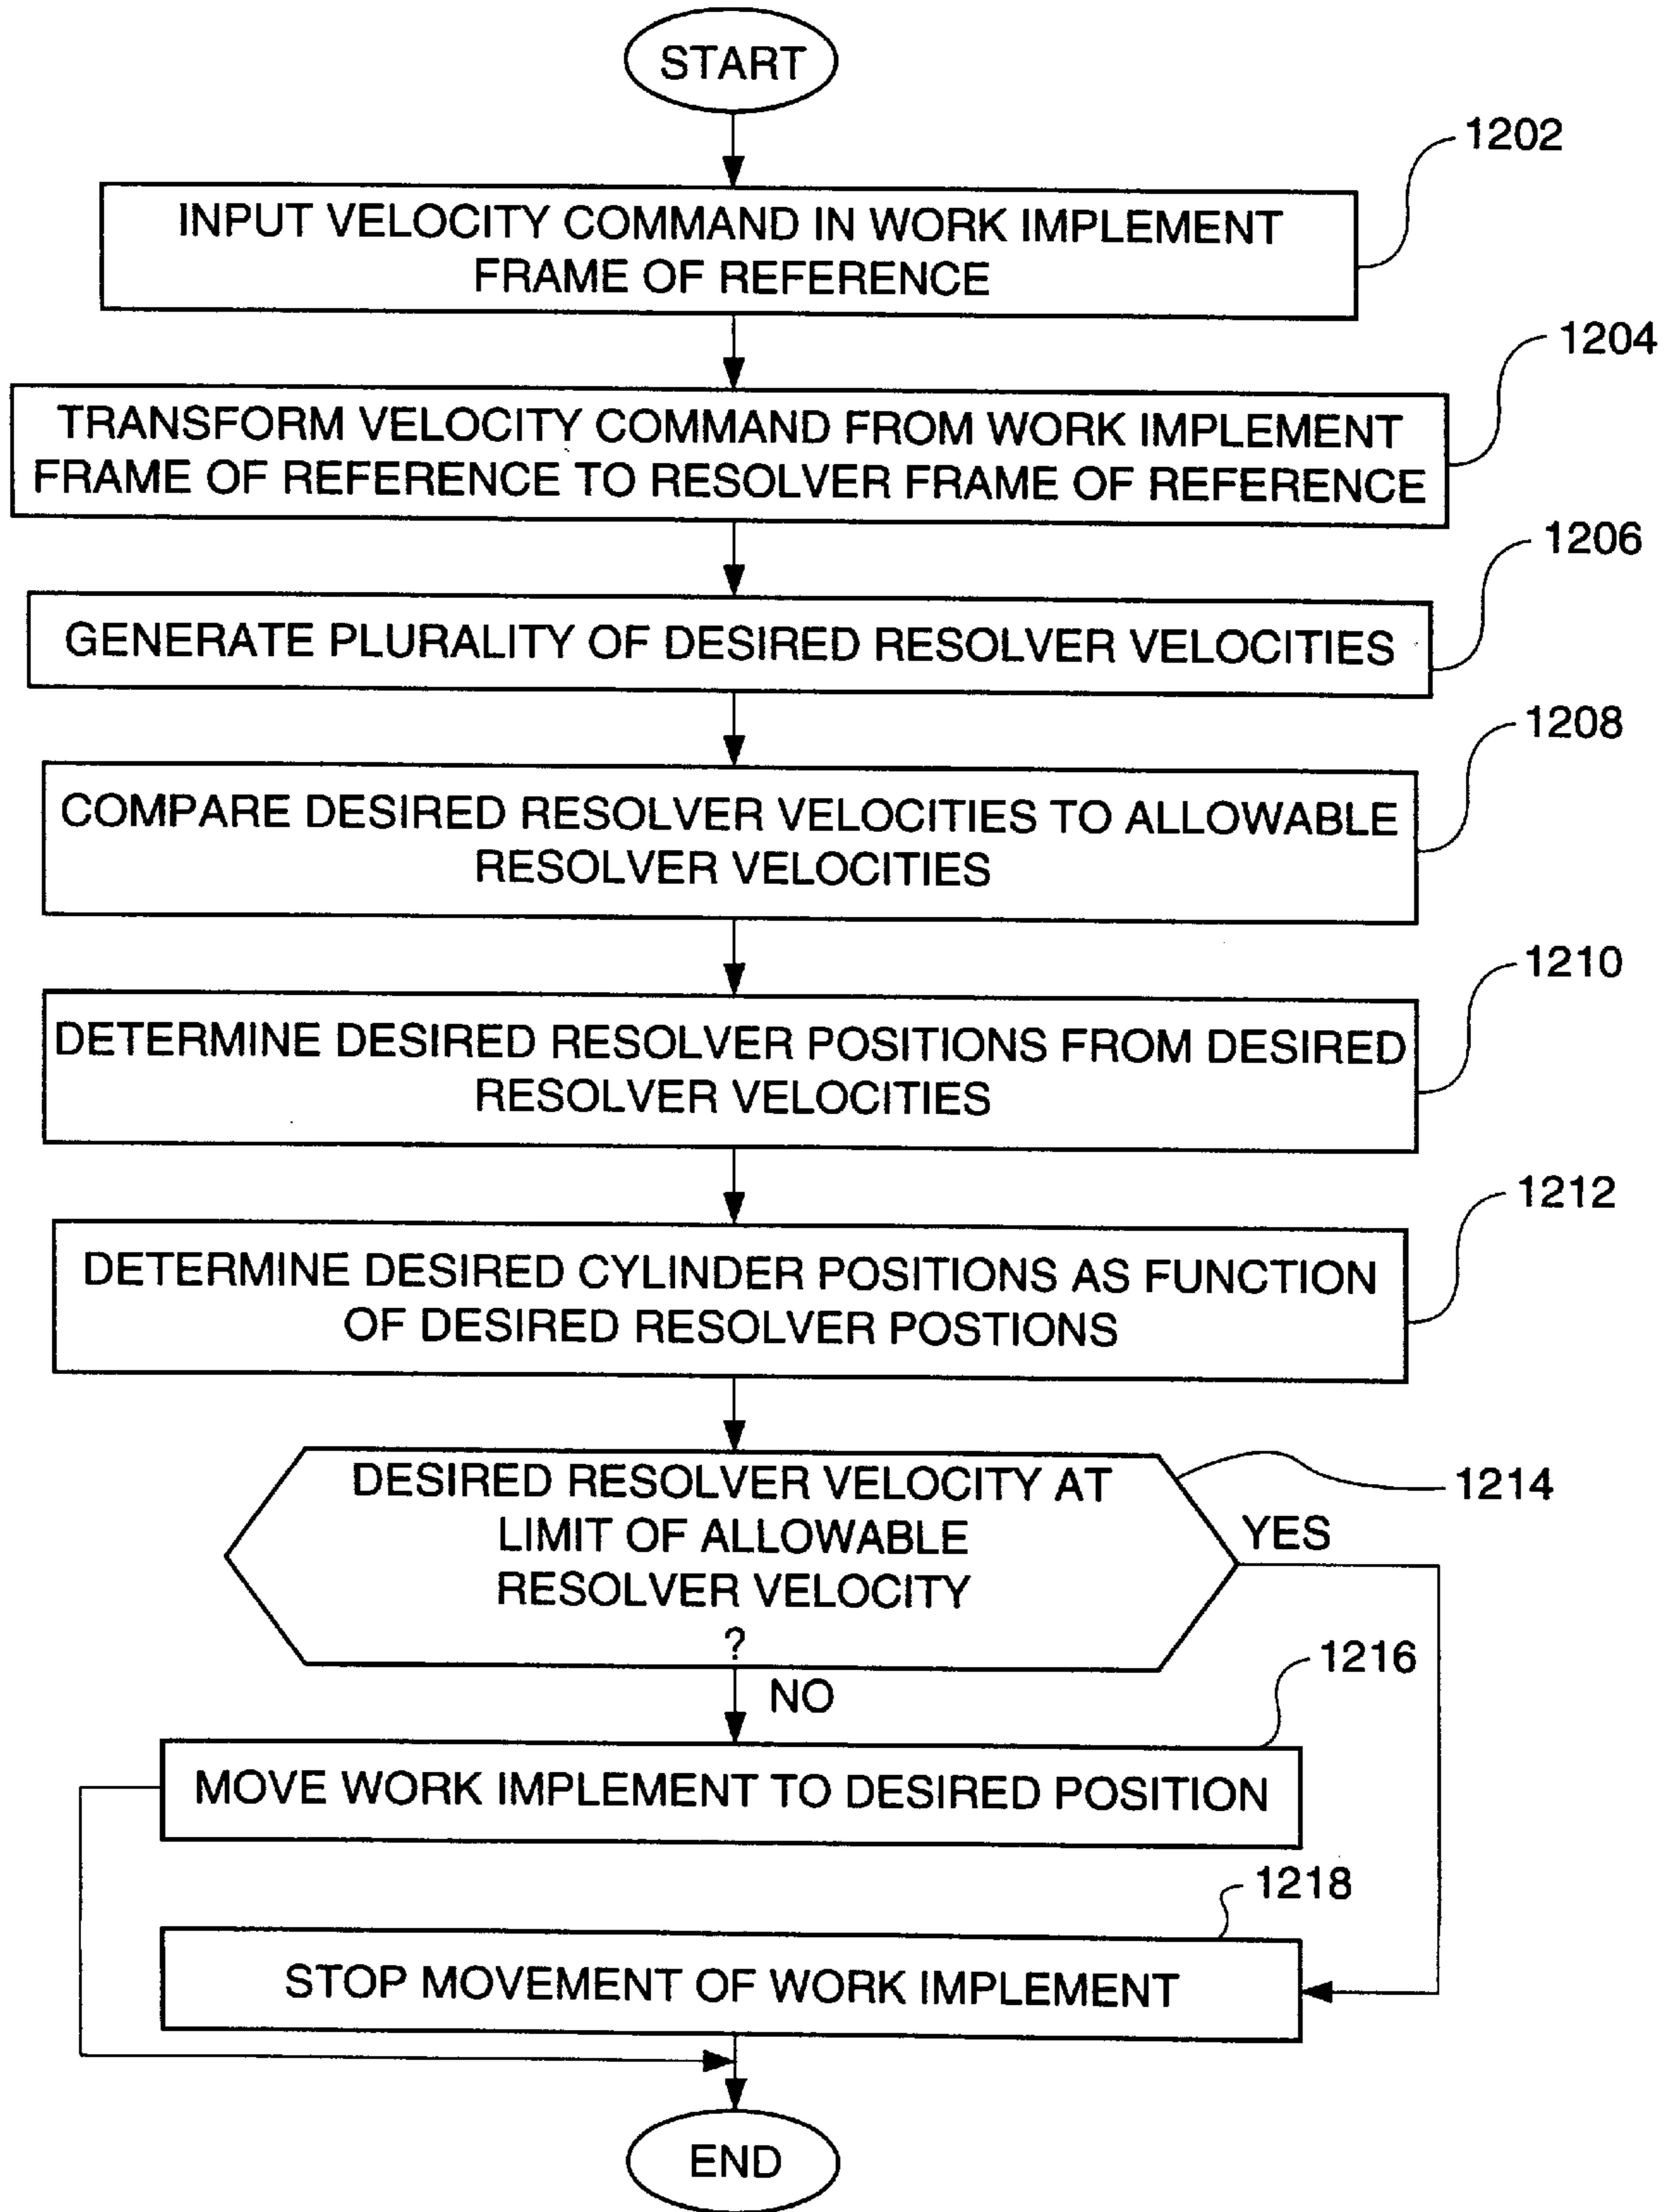 START
1202
INPUT VELOCITY COMMAND IN WORK IMPLEMENT
FRAME OF REFERENCE
1204
TRANSFORM VELOCITY COMMAND FROM WORK IMPLEMENT
FRAME OF REFERENCE TO RESOLVER FRAME OF REFERENCE
1206
GENERATE PLURALITY OF DESIRED RESOLVER VELOCITIES
1208
COMPARE DESIRED RESOLVER VELOCITIES TO ALLOWABLE
RESOLVER VELOCITIES
1210
DETERMINE DESIRED RESOLVER POSITIONS FROM DESIRED
RESOLVER VELOCITIES
1212
DETERMINE DESIRED CYLINDER POSITIONS AS FUNCTION
OF DESIRED RESOLVER POSTIONS
DESIRED RESOLVER VELOCITY AT
LIMIT OF ALLOWABLE
RESOLVER VELOCITY
?
1214
YES
NO
1216
MOVE WORK IMPLEMENT TO DESIRED POSITION
1218
STOP MOVEMENT OF WORK IMPLEMENT
END